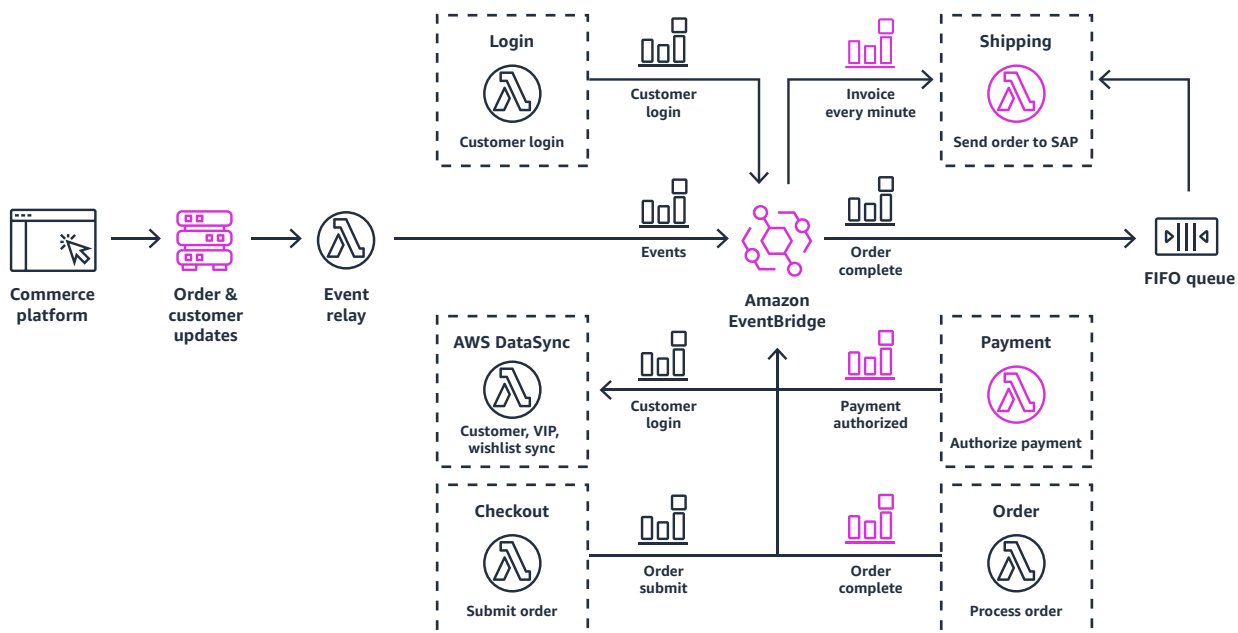 Login
Customer login
Customer
login
Invoice
every minute
Shipping
Send order to SAP
Commerce
platform
Order &
customer
updates
Event
relay
Events
Amazon
EventBridge
Order
complete
FIFO queue
AWS DataSync
Customer, VIP,
wishlist sync
Customer
login
Payment
authorized
Payment
Authorize payment
Checkout
Submit order
Order
submit
Order
complete
Order
Process order